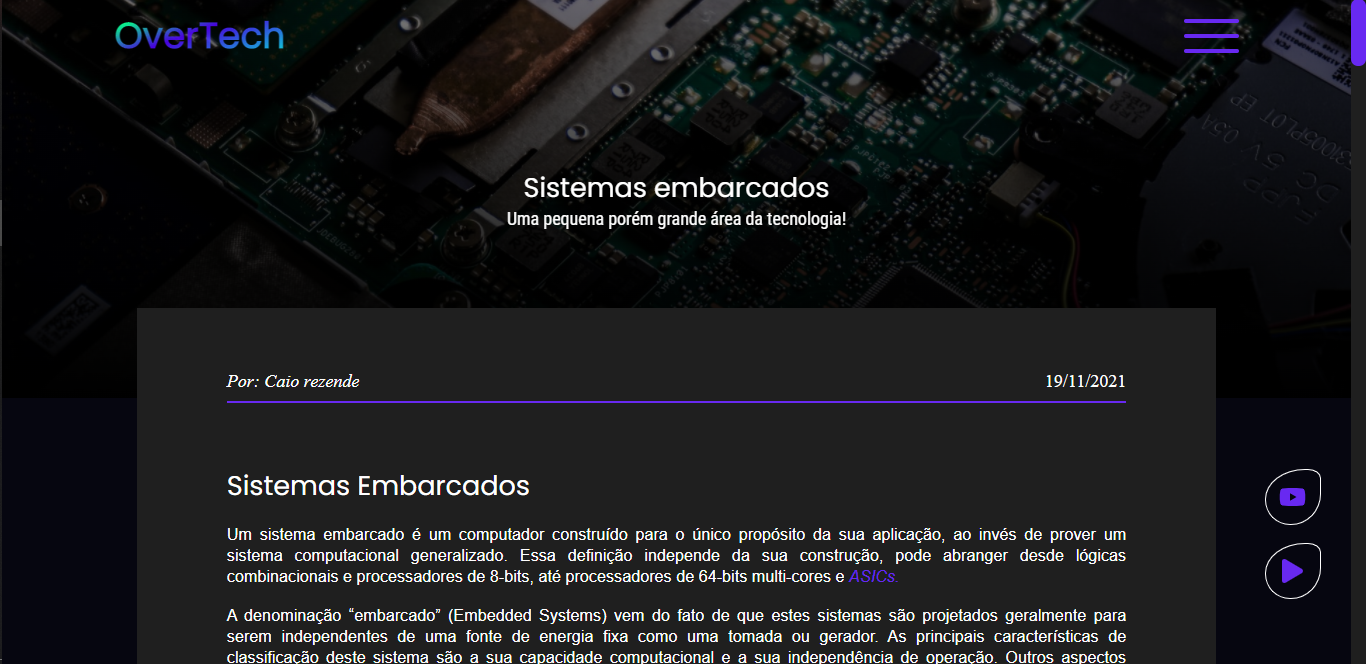 OverTech
Sistemas embarcados
Uma pequena porém grande área da tecnologia!
Por: Caio rezende
19/11/2021
Sistemas Embarcados
Um sistema embarcado é um computador construído para o único propósito da sua aplicação, ao invés de prover um
sistema computacional generalizado. Essa definição independe da sua construção, pode abranger desde lógicas
combinacionais e processadores de 8-bits, até processadores de 64-bits multi-cores e ASICs.
A denominação “embarcado” (Embedded Systems) vem do fato de que estes sistemas são projetados geralmente para
serem independentes de uma fonte de energia fixa como uma tomada ou gerador. As principais características de
classificação deste sistema são a sua capacidade computacional e a sua independência de operação. Outros aspectos